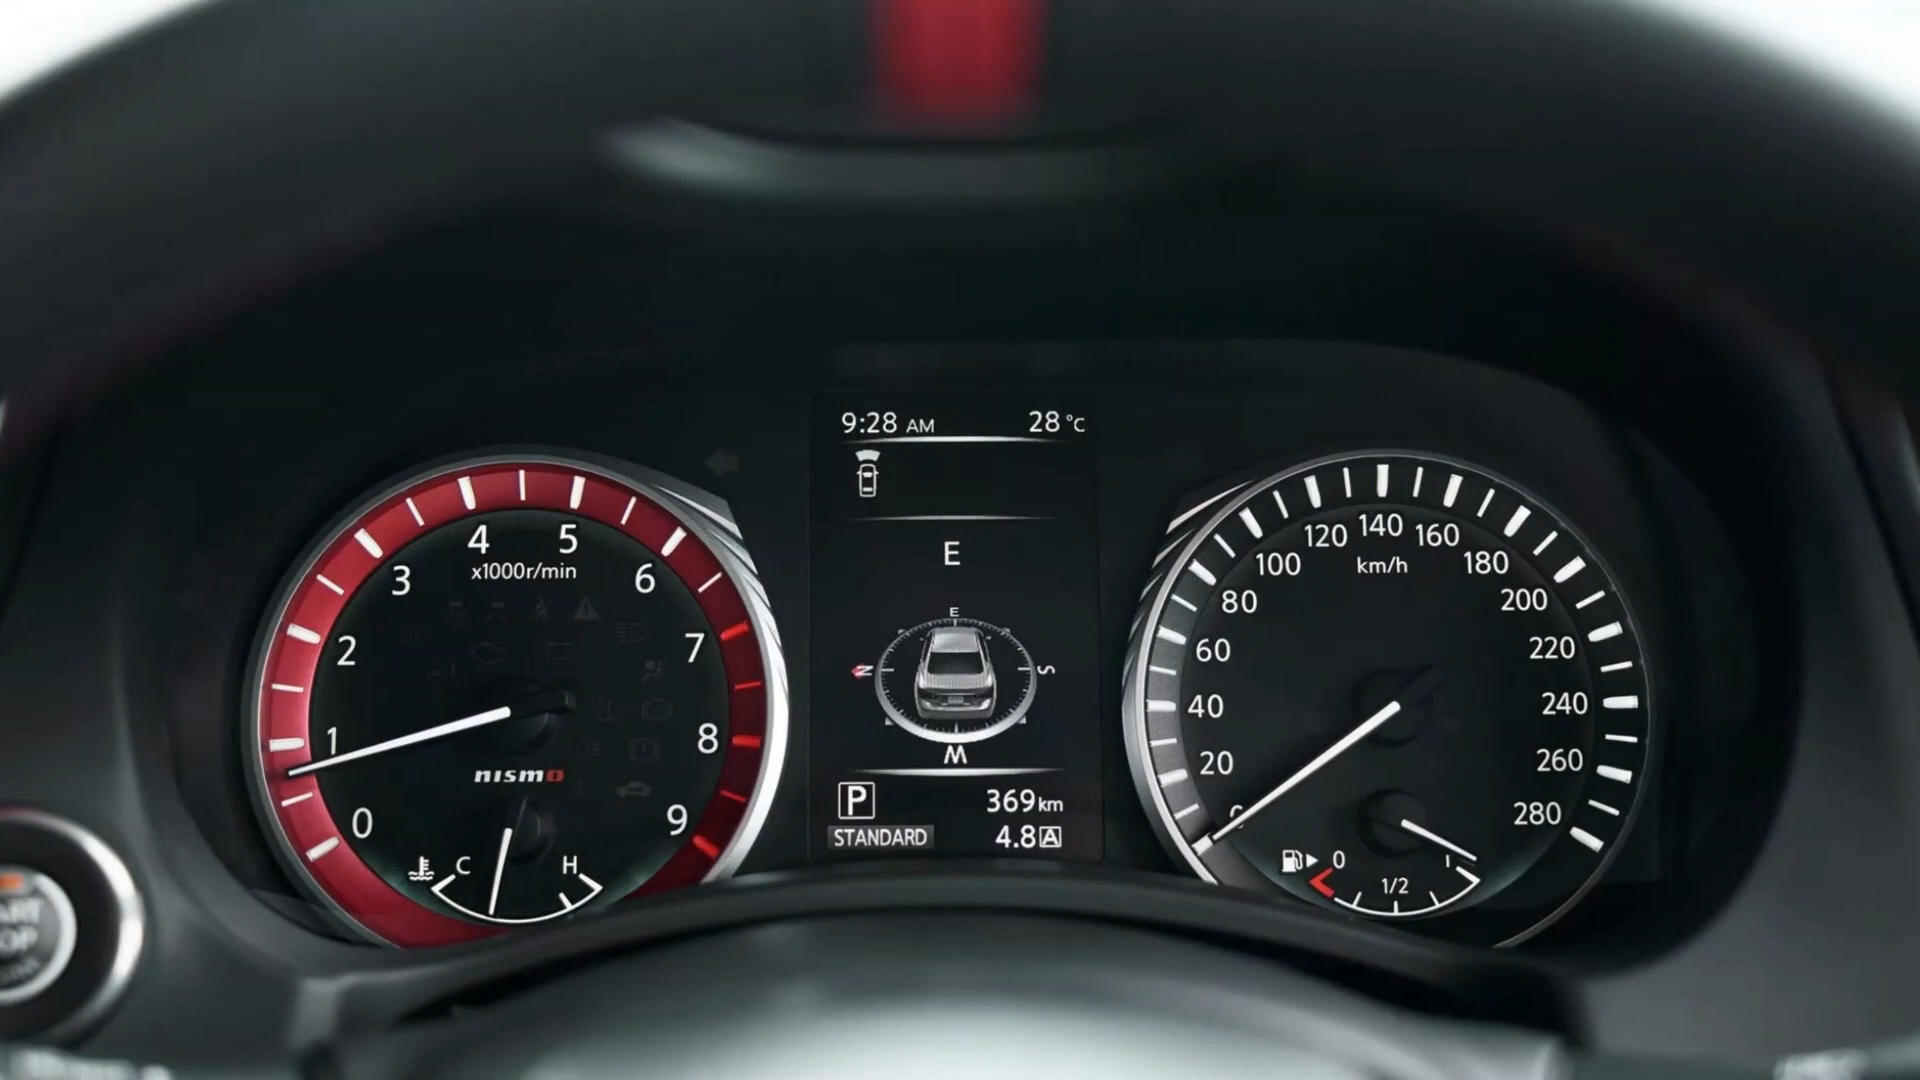 9:28 AM 28 °C
E
E
N S
W
P 369 km
STANDARD 4.8 A
0 1 2 3 4 5 6 7 8 9
x1000r/min
nismo
C H
0 20 40 60 80 100 120 140 160 180 200 220 240 260 280
km/h
0 1/2 1